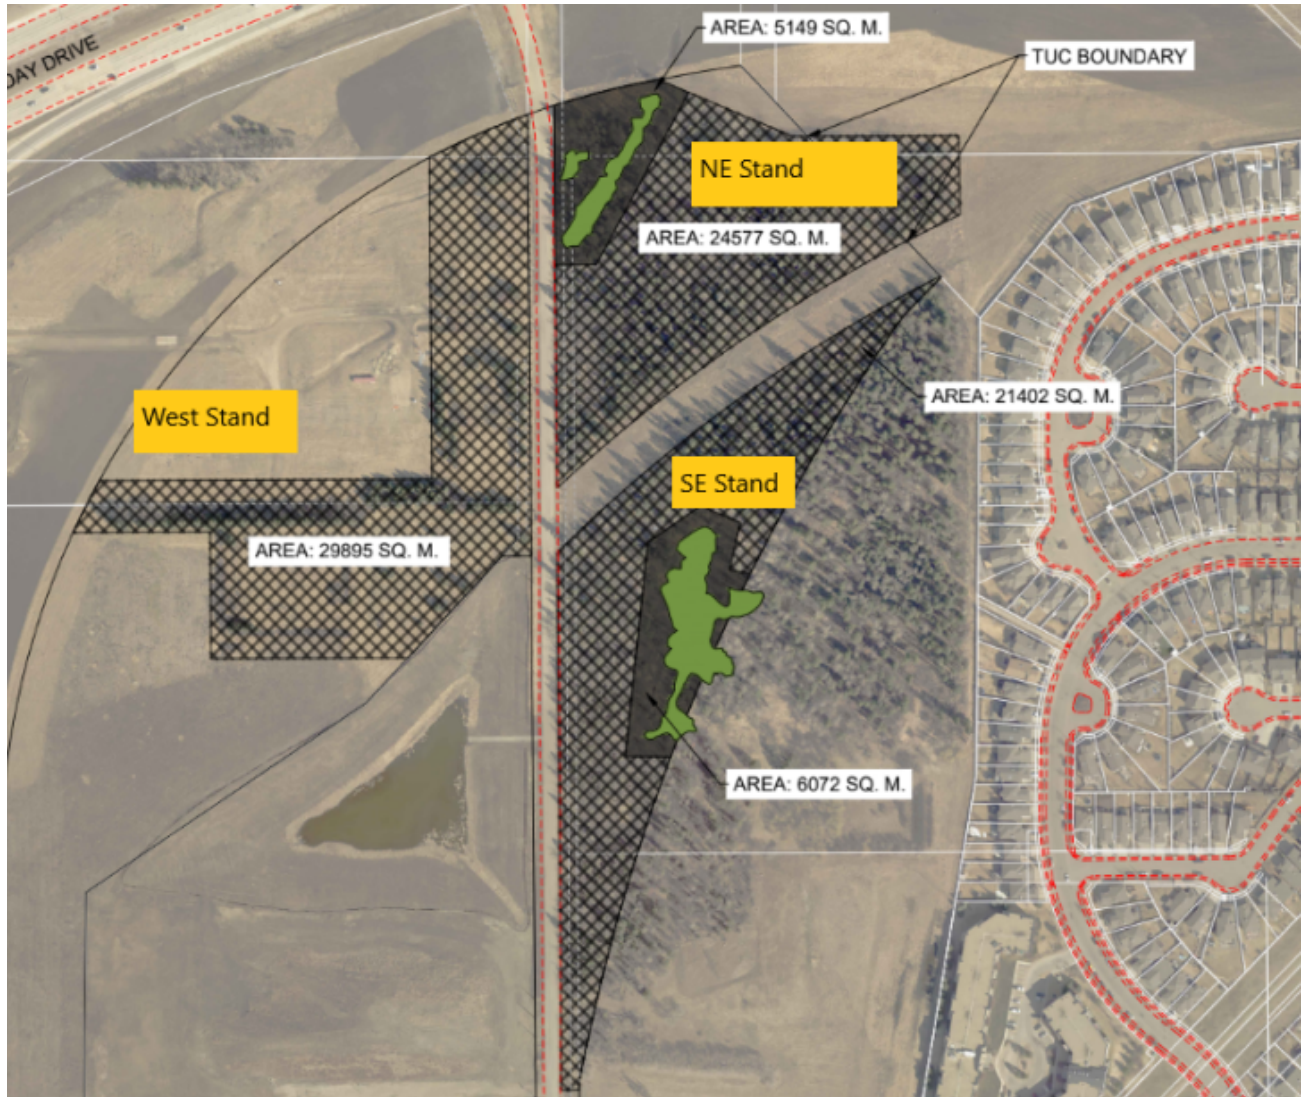 AREA: 5149 SQ. M.
DAY DRIVE
TUC BOUNDARY
NE Stand
AREA: 24577 SQ. M.
AREA: 21402 SQ. M.
West Stand
SE Stand
AREA: 29895 SQ. M.
AREA: 6072 SQ. M.